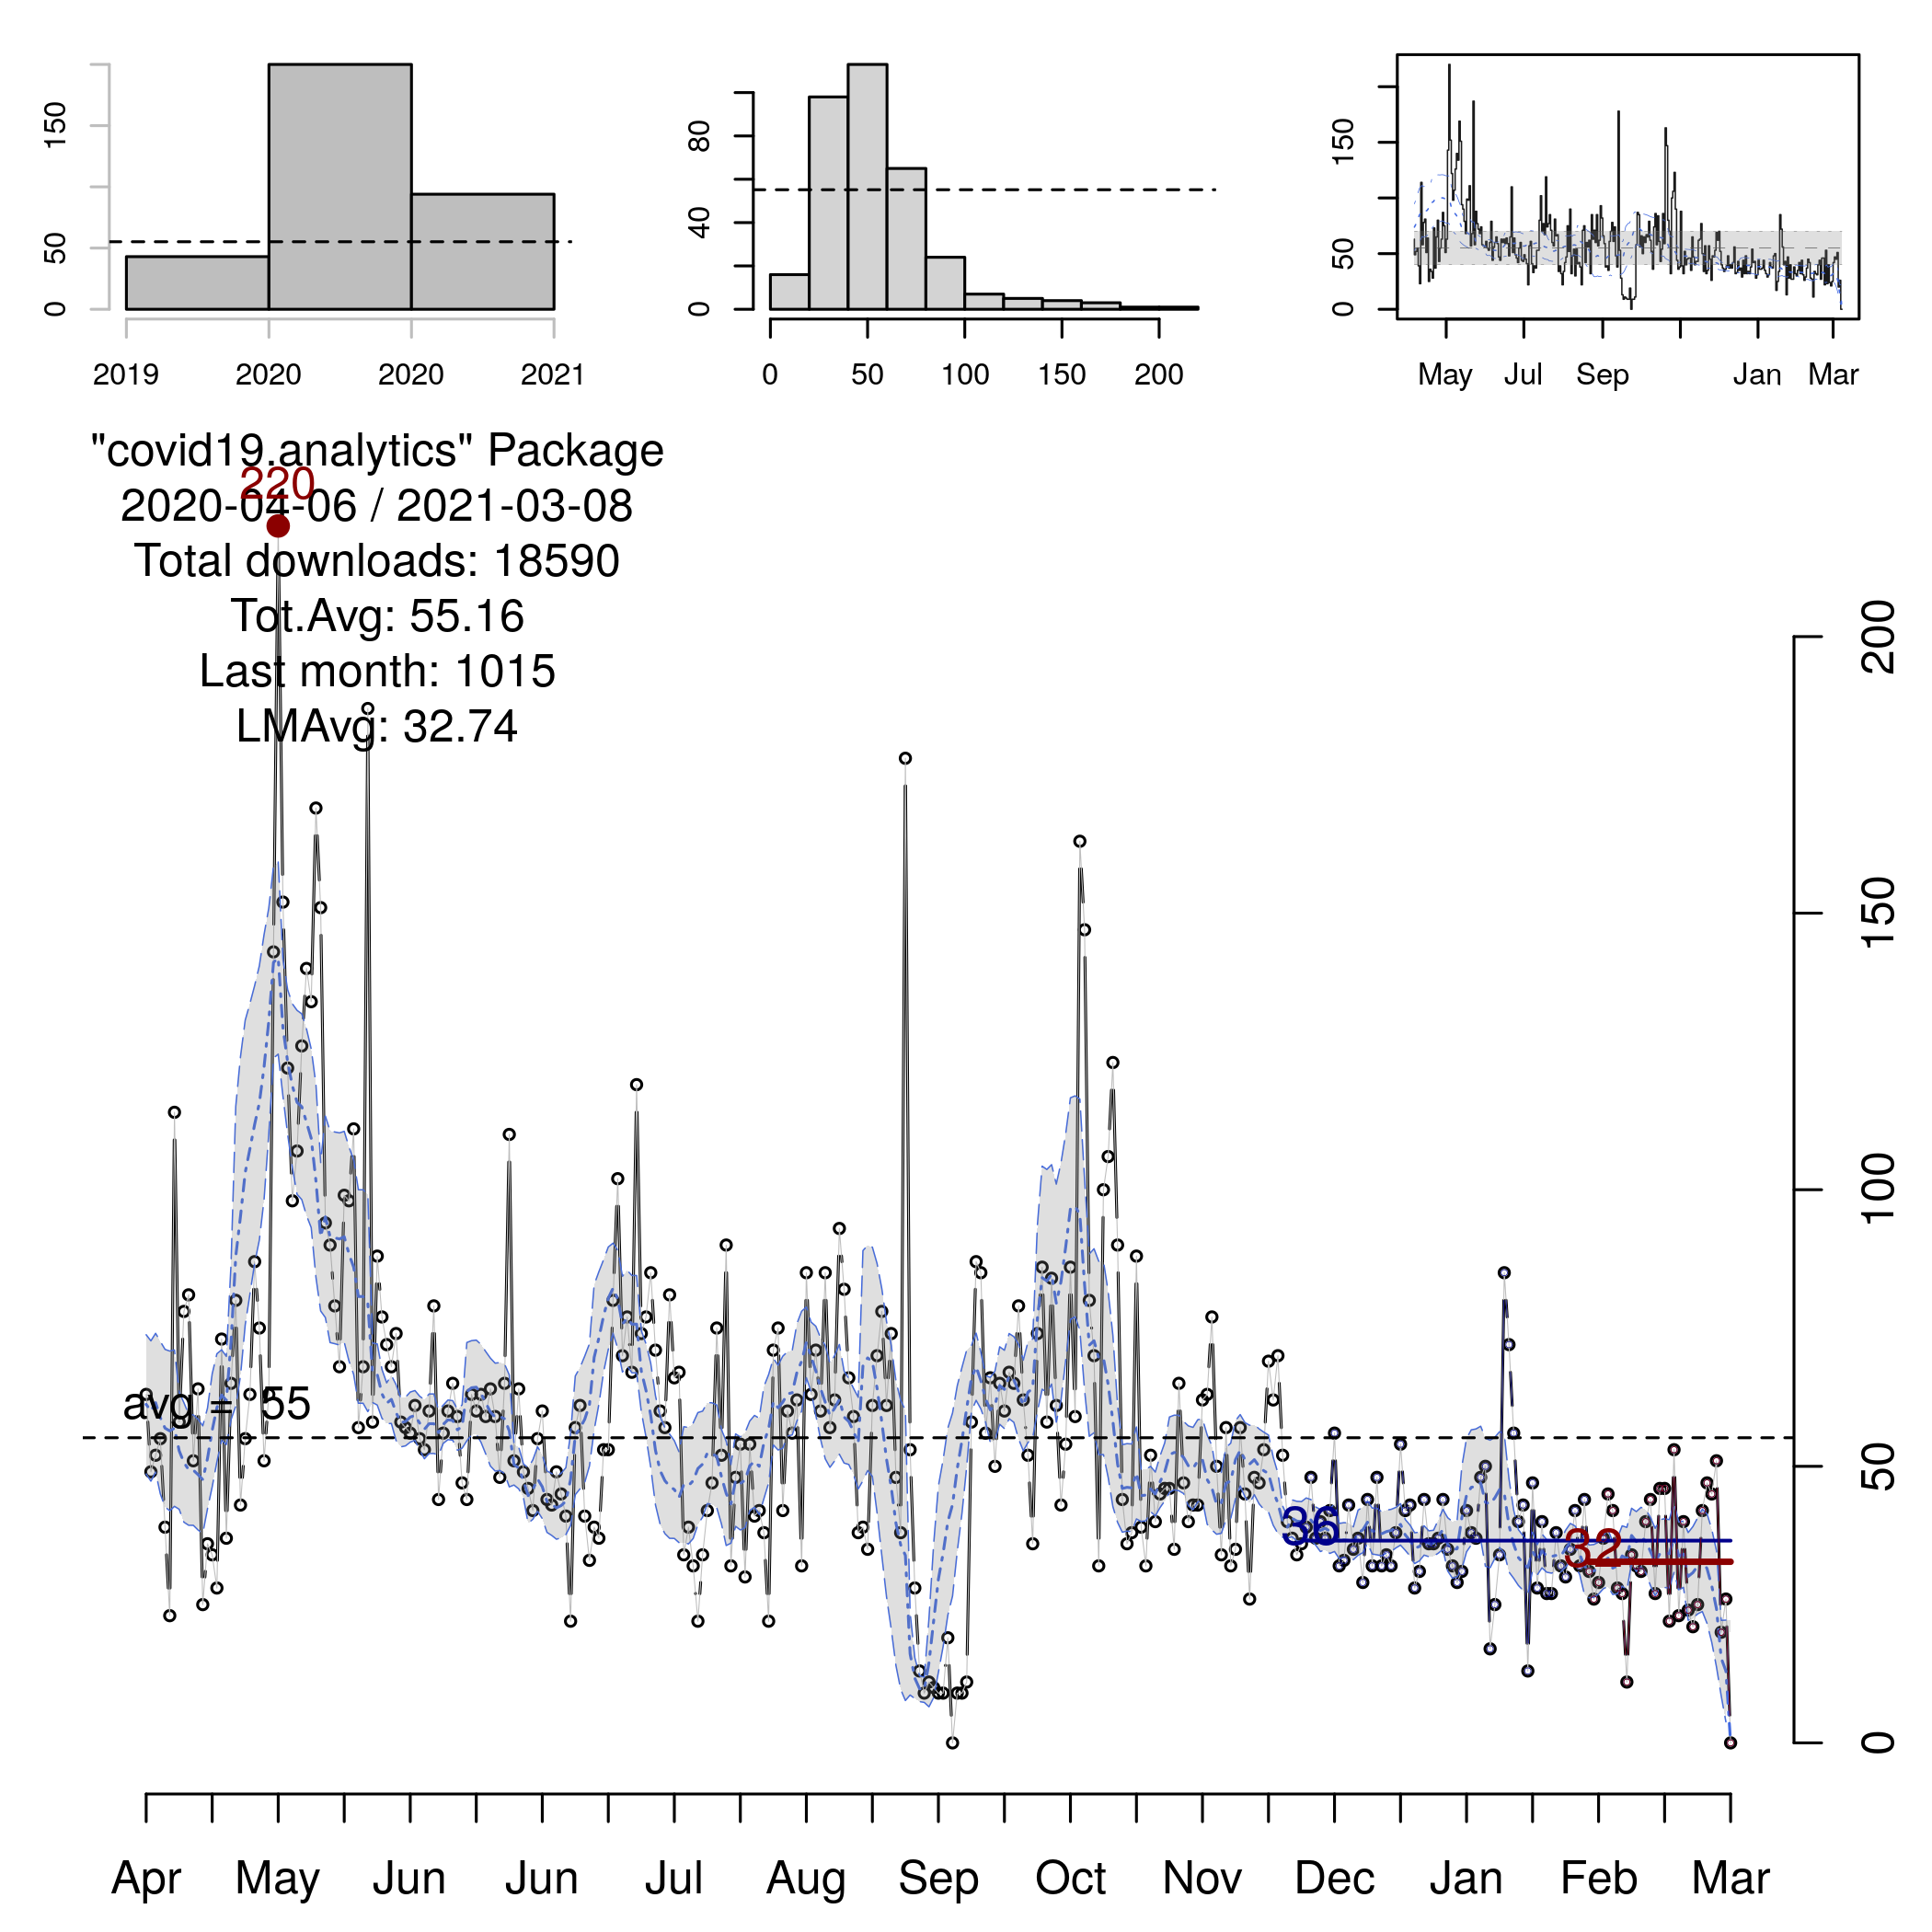 150
50
0
2019 2020 2020 2021
80
40
0
0 50 100 150 200
150
50
0
May Jul Sep Jan Mar
"covid19.analytics" Package
220
2020-04-06 / 2021-03-08
Total downloads: 18590
Tot.Avg: 55.16
Last month: 1015
LMAvg: 32.74
200
150
100
50
0
avg = 55
36
32
Apr May Jun Jun Jul Aug Sep Oct Nov Dec Jan Feb Mar